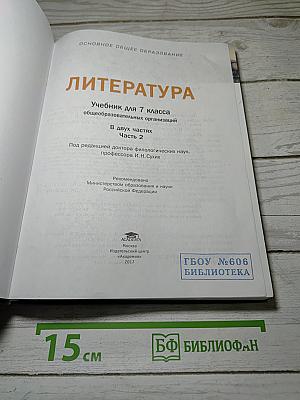 ОСНОВНОЕ ОБЩЕЕ ОБРАЗОВАНИЕ
ЛИТЕРАТУРА
Учебник для 7 класса
общеобразовательных организаций
В двух частях
Часть 2
Под редакцией доктора филологических наук,
профессора И.Н.Сухих
Рекомендовано
Министерством образования и науки
Российской Федерации
ACADEMA
Москва
Издательский центр
«Академия»
2017
ГБОУ №606
БИБЛИОТЕКА
15 см
БФ БИБЛИОФАН